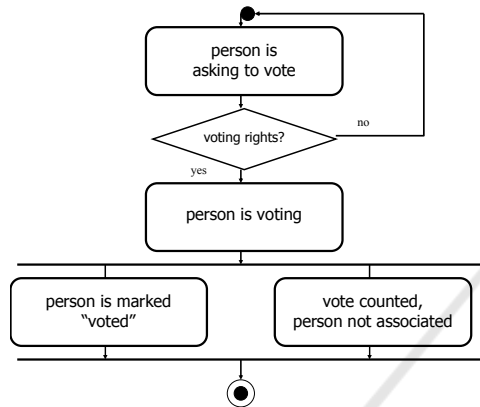 person is
asking to vote
voting rights?
no
yes
person is voting
person is marked
“voted”
vote counted,
person not associated